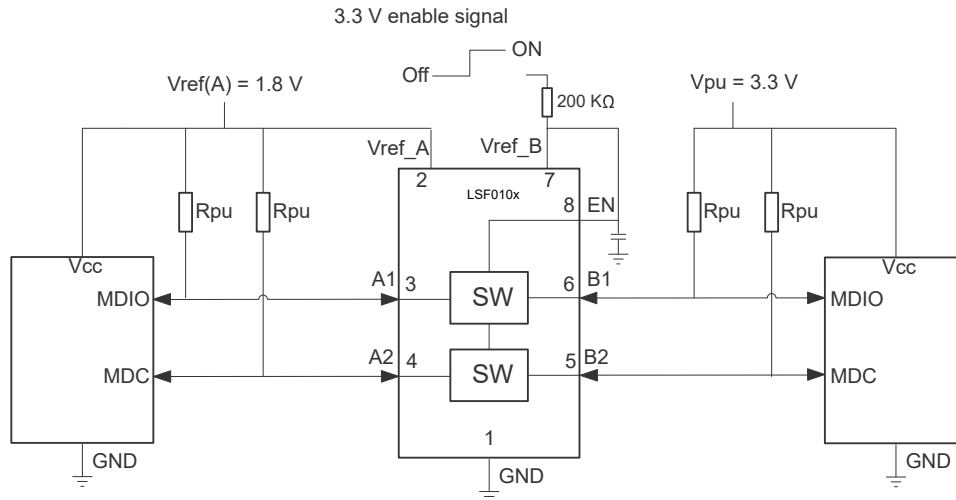 3.3 V enable signal
ON
Off
Vref(A) = 1.8 V
200 KΩ
Vpu = 3.3 V
Vref_A
Vref_B
2
7
LSF010x
8
EN
Rpu
Rpu
Rpu
Rpu
Vcc
Vcc
A1
3
6
B1
MDIO
SW
MDIO
A2
4
5
B2
MDC
SW
MDC
1
GND
GND
GND